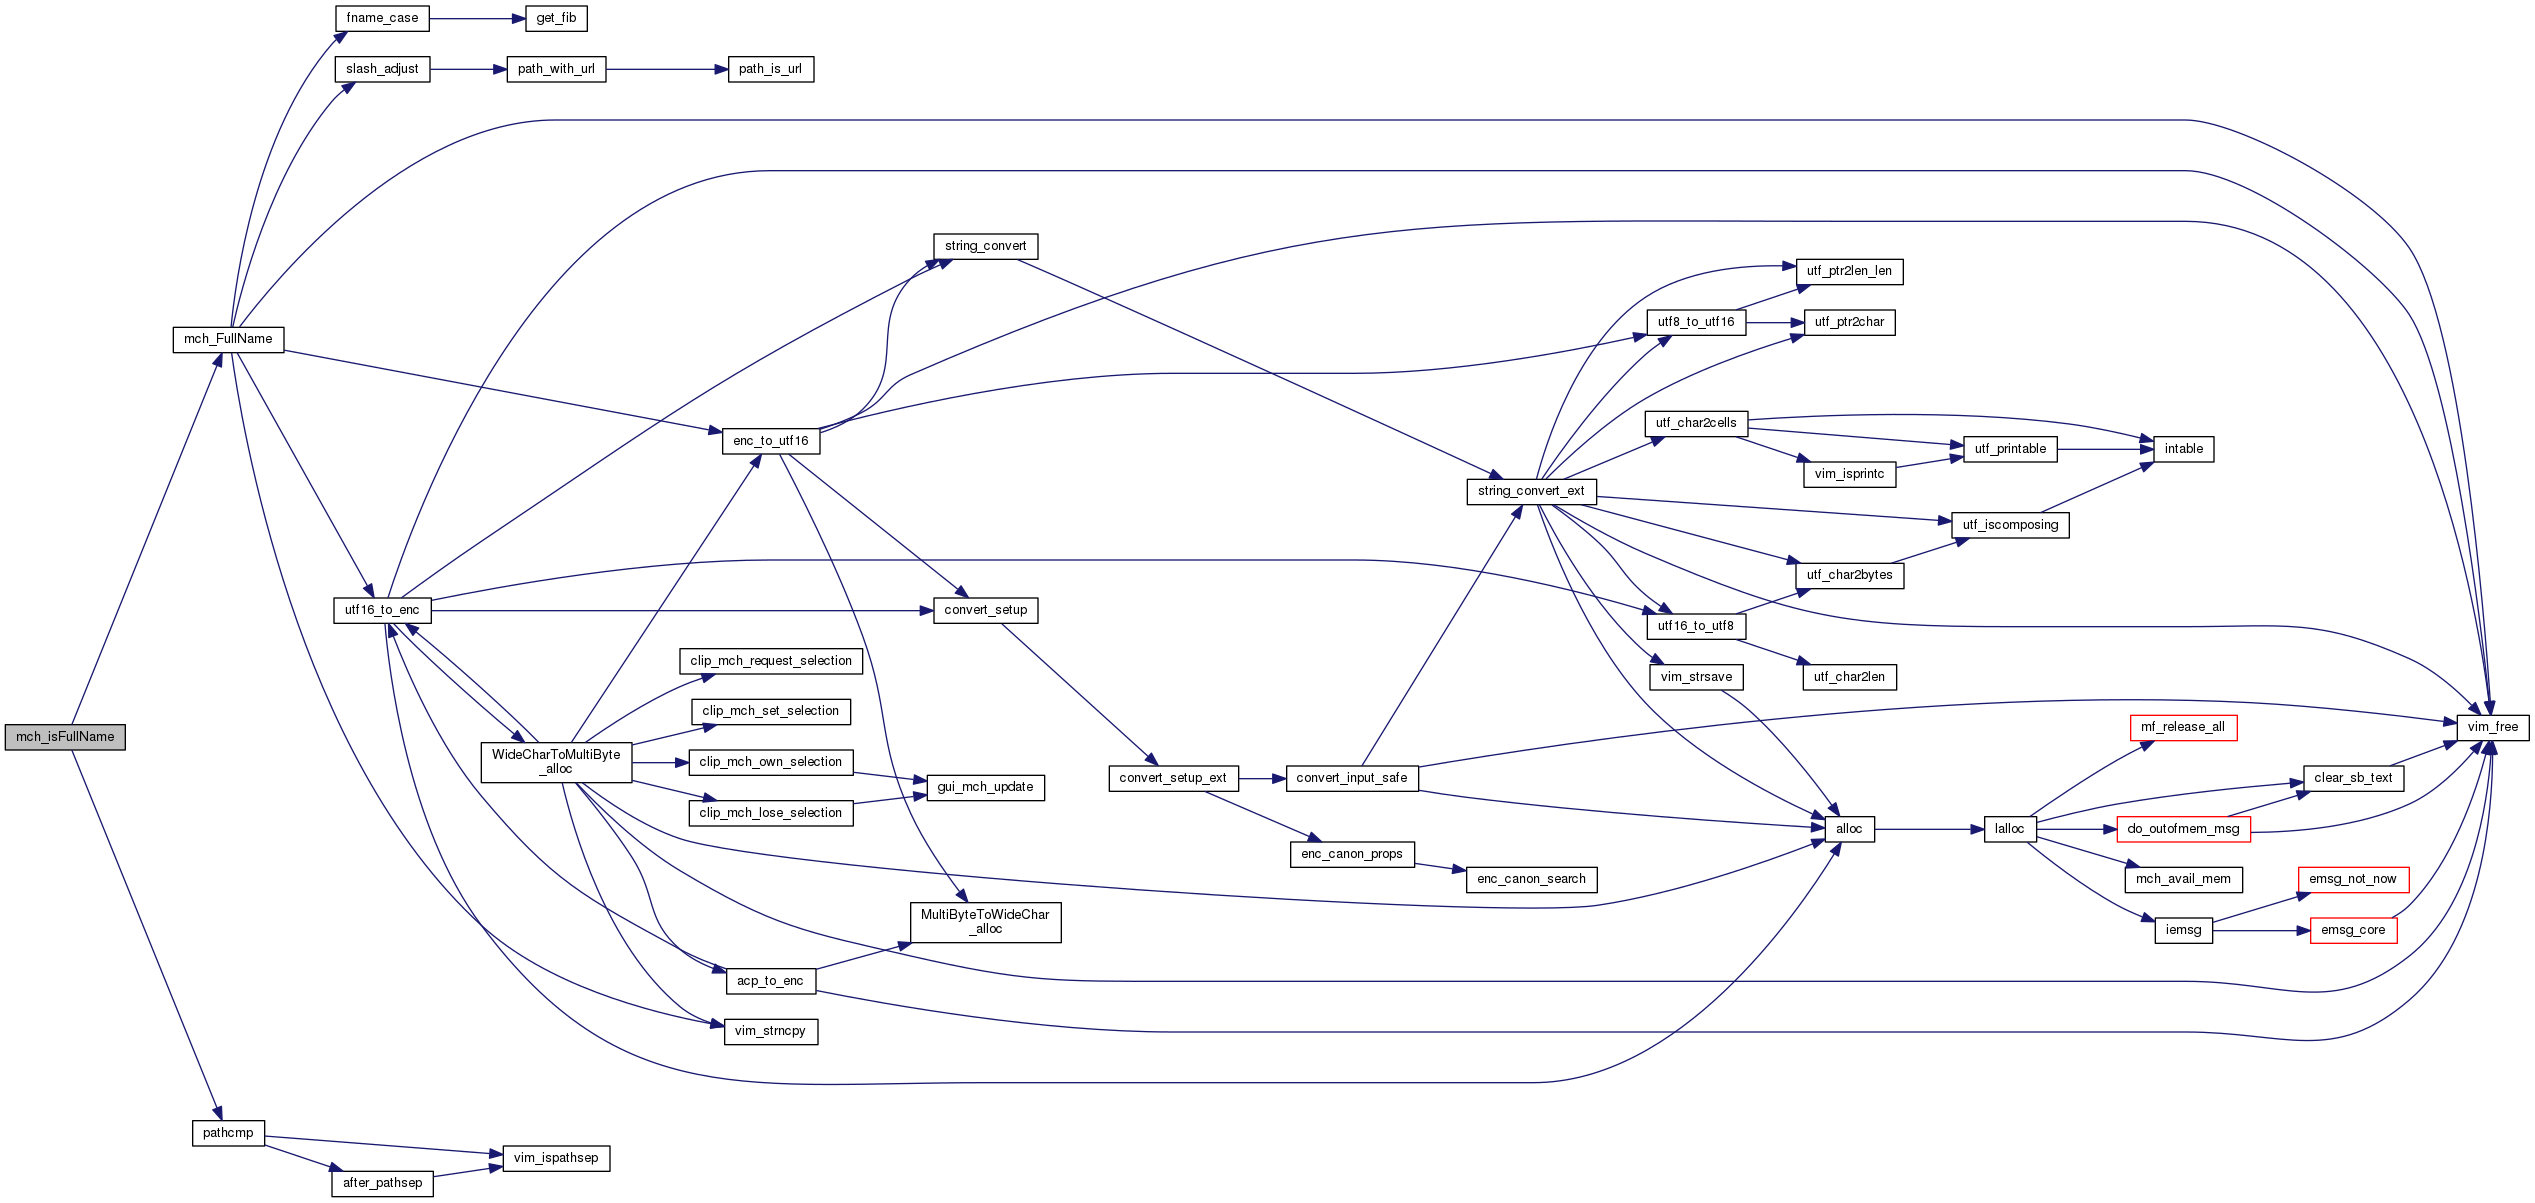 fname_case
get_fib
slash_adjust
path_with_url
path_is_url
string_convert
utf_ptr2len_len
utf8_to_utf16
utf_ptr2char
mch_FullName
enc_to_utf16
utf_char2cells
utf_printable
intable
vim_isprintc
string_convert_ext
utf_iscomposing
utf_char2bytes
utf16_to_enc
convert_setup
utf16_to_utf8
clip_mch_request_selection
vim_strsave
utf_char2len
clip_mch_set_selection
mch_isFullName
mf_release_all
vim_free
WideCharToMultiByte
_alloc
clip_mch_own_selection
gui_mch_update
convert_setup_ext
convert_input_safe
clear_sb_text
clip_mch_lose_selection
alloc
lalloc
do_outofmem_msg
enc_canon_props
enc_canon_search
mch_avail_mem
emsg_not_now
MultiByteToWideChar
_alloc
iemsg
emsg_core
acp_to_enc
vim_strncpy
pathcmp
vim_ispathsep
after_pathsep